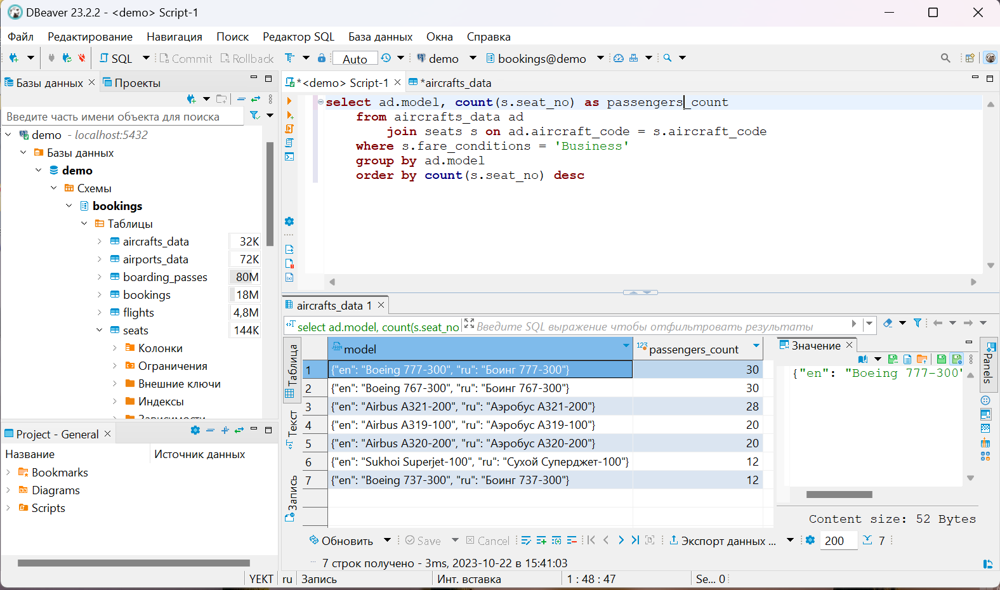 DBeaver 23.2.2 - <demo> Script-1
Файл Редактирование Навигация Поиск Редактор SQL База данных Окна Справка
SQL Commit Rollback Auto demo bookings@demo
Базы данных Проекты
Введите часть имени объекта для поиска
demo - localhost:5432
Базы данных
demo
Схемы
bookings
Таблицы
aircrafts_data 32K
airports_data 72K
boarding_passes 80M
bookings 18M
flights 4,8M
seats 144K
Колонки
Ограничения
Внешние ключи
Индексы
Зависимости
Project - General
Название Источник данных
Bookmarks
Diagrams
Scripts
*<demo> Script-1 *aircrafts_data
select ad.model, count(s.seat_no) as passengers_count
from aircrafts_data ad
join seats s on ad.aircraft_code = s.aircraft_code
where s.fare_conditions = 'Business'
group by ad.model
order by count(s.seat_no) desc
aircrafts_data 1
select ad.model, count(s.seat_no Введите SQL выражение чтобы отфильтровать результаты
Таблица
Текст
Запись
model 123 passengers_count
1 {"en": "Boeing 777-300", "ru": "Боинг 777-300"} 30
2 {"en": "Boeing 767-300", "ru": "Боинг 767-300"} 30
3 {"en": "Airbus A321-200", "ru": "Аэробус A321-200"} 28
4 {"en": "Airbus A319-100", "ru": "Аэробус A319-100"} 20
5 {"en": "Airbus A320-200", "ru": "Аэробус A320-200"} 20
6 {"en": "Sukhoi Superjet-100", "ru": "Сухой Суперджет-100"} 12
7 {"en": "Boeing 737-300", "ru": "Боинг 737-300"} 12
Значение
{"en": "Boeing 777-300"
Content size: 52 Bytes
Panels
Обновить Save Cancel Экспорт данных ... 200 7
7 строк получено - 3ms, 2023-10-22 в 15:41:03
YEKT ru Запись Инт. вставка 1 : 48 : 47 Se... 0